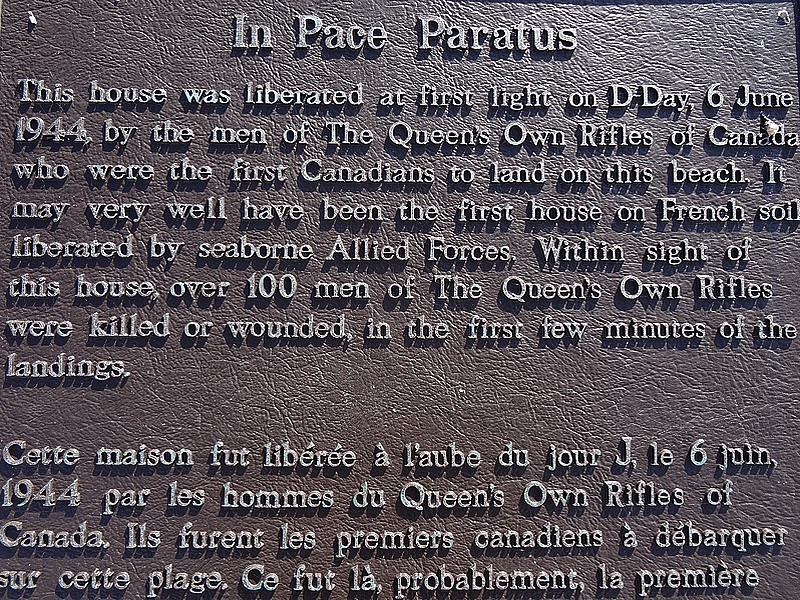 In Pace Paratus
This house was liberated at first light on D-Day, 6 June
1944, by the men of The Queen's Own Rifles of Canada
who were the first Canadians to land on this beach. It
may very well have been the first house on French soil
liberated by seaborne Allied Forces. Within sight of
this house, over 100 men of The Queen's Own Rifles
were killed or wounded, in the first few minutes of the
landings.
Cette maison fut libérée à l'aube du jour J, le 6 juin,
1944 par les hommes du Queen's Own Rifles of
Canada. Ils furent les premiers canadiens à débarquer
sur cette plage. Ce fut là, probablement, la première